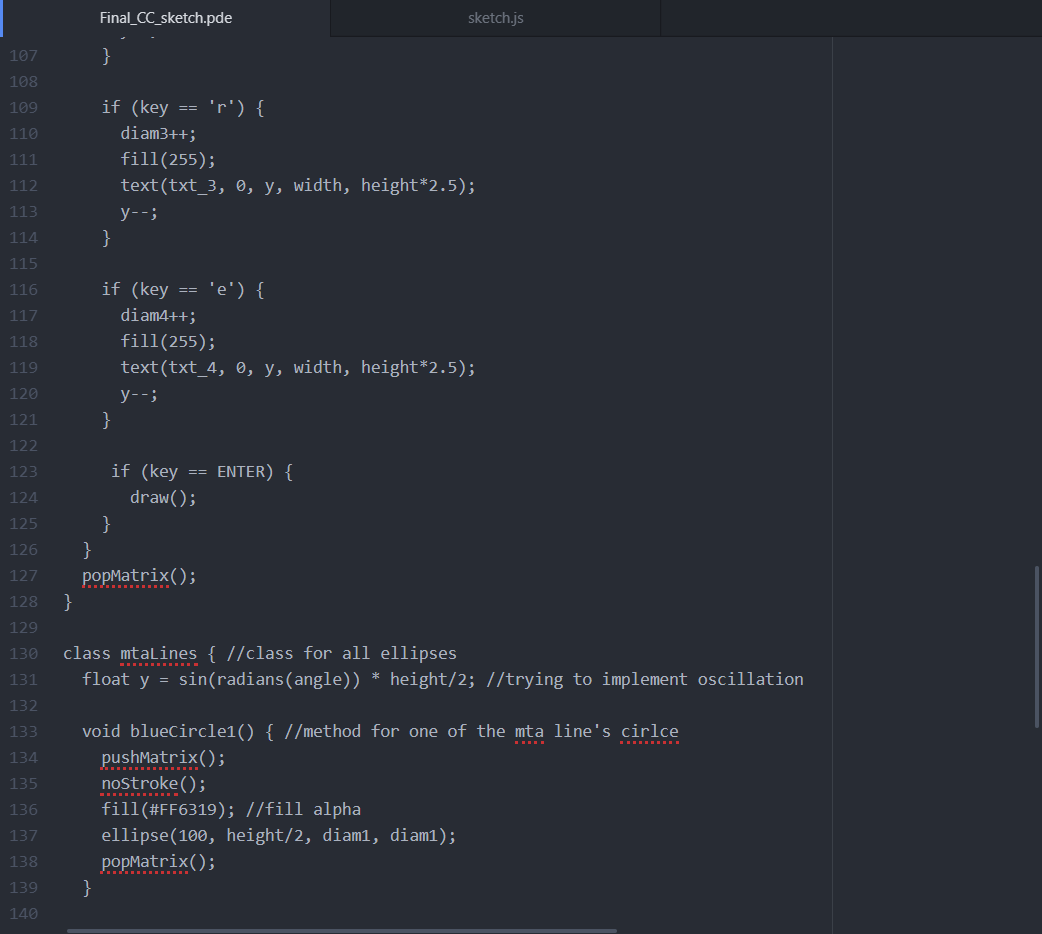 Final_CC_sketch.pde
sketch.js
107 }
108
109 if (key == 'r') {
110 diam3++;
111 fill(255);
112 text(txt_3, 0, y, width, height*2.5);
113 y--;
114 }
115
116 if (key == 'e') {
117 diam4++;
118 fill(255);
119 text(txt_4, 0, y, width, height*2.5);
120 y--;
121 }
122
123 if (key == ENTER) {
124 draw();
125 }
126 }
127 popMatrix();
128 }
129
130 class mtaLines { //class for all ellipses
131 float y = sin(radians(angle)) * height/2; //trying to implement oscillation
132
133 void blueCircle1() { //method for one of the mta line's cirlce
134 pushMatrix();
135 noStroke();
136 fill(#FF6319); //fill alpha
137 ellipse(100, height/2, diam1, diam1);
138 popMatrix();
139 }
140